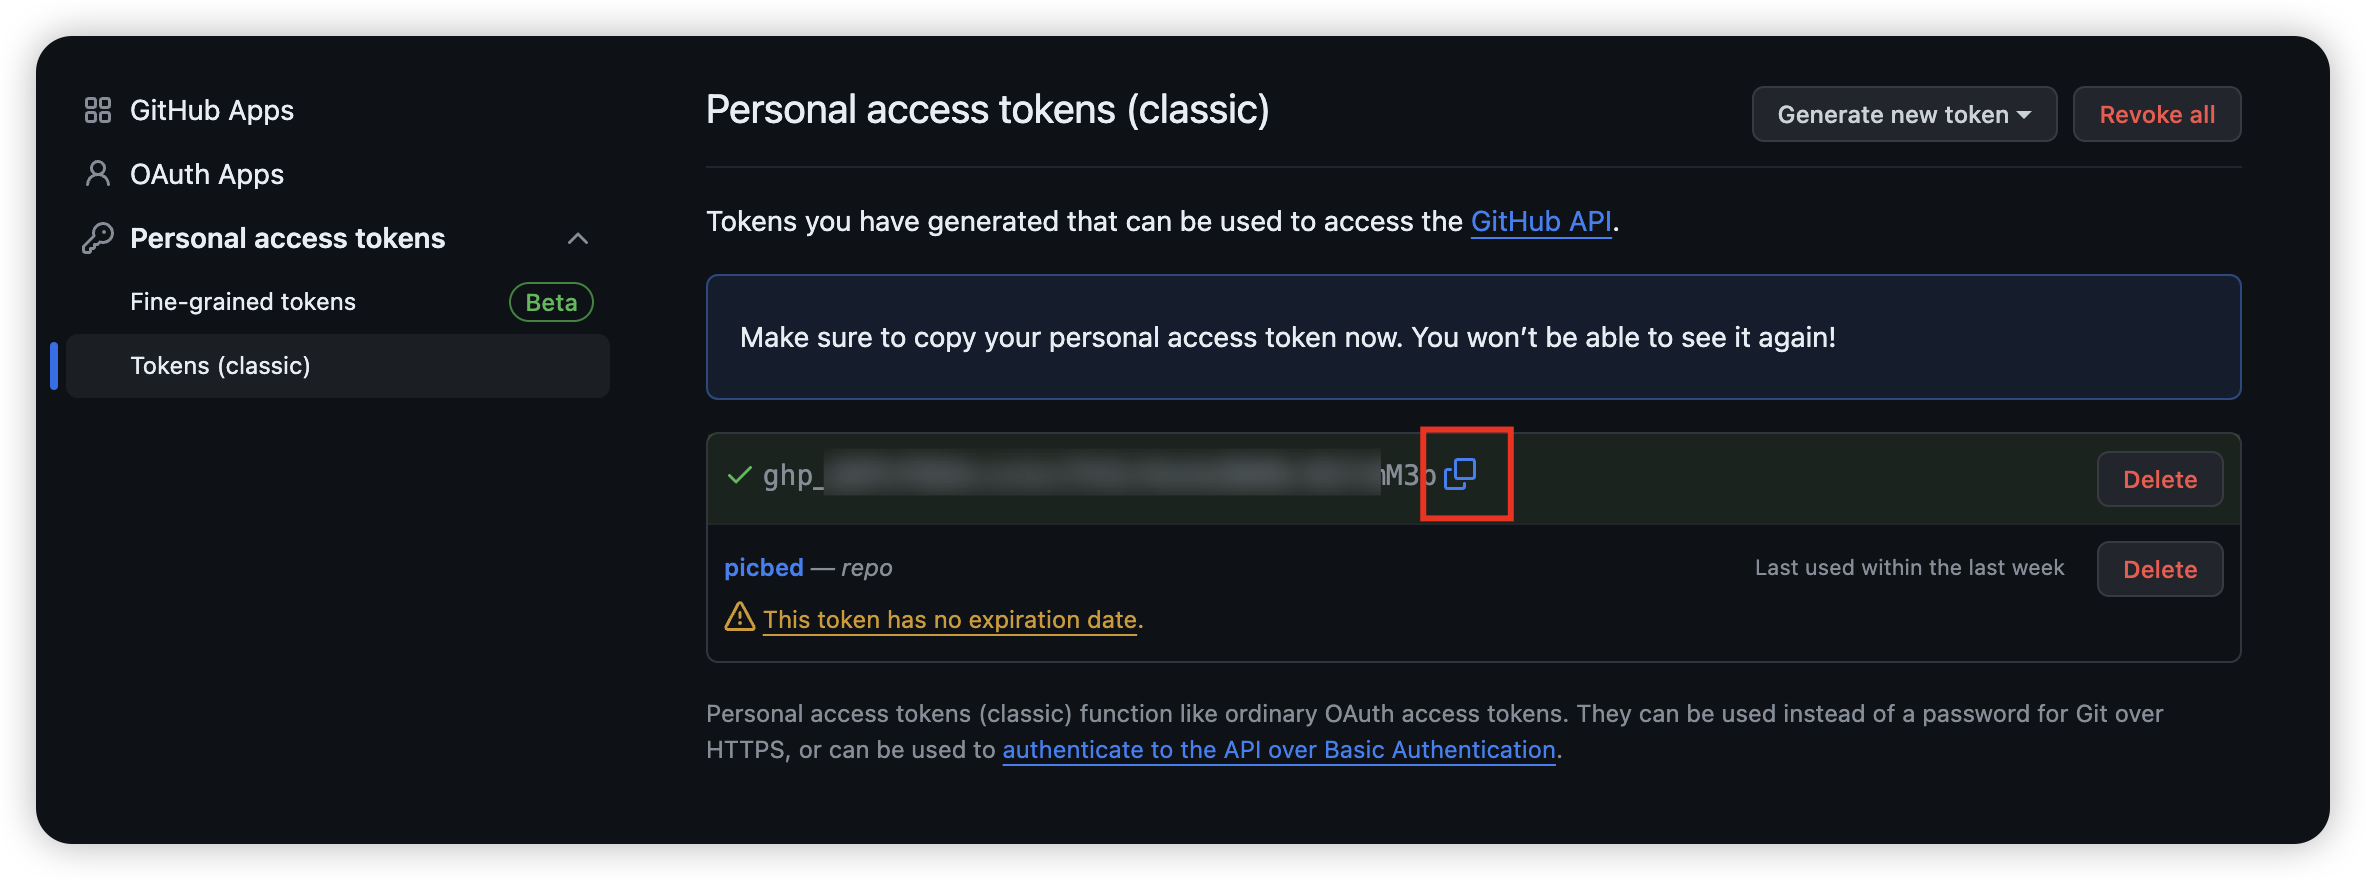 GitHub Apps
OAuth Apps
Personal access tokens
Fine-grained tokens Beta
Tokens (classic)
Personal access tokens (classic)
Generate new token
Revoke all
Tokens you have generated that can be used to access the GitHub API.
Make sure to copy your personal access token now. You won’t be able to see it again!
ghp_
Delete
picbed — repo
Last used within the last week
Delete
This token has no expiration date.
Personal access tokens (classic) function like ordinary OAuth access tokens. They can be used instead of a password for Git over
HTTPS, or can be used to authenticate to the API over Basic Authentication.